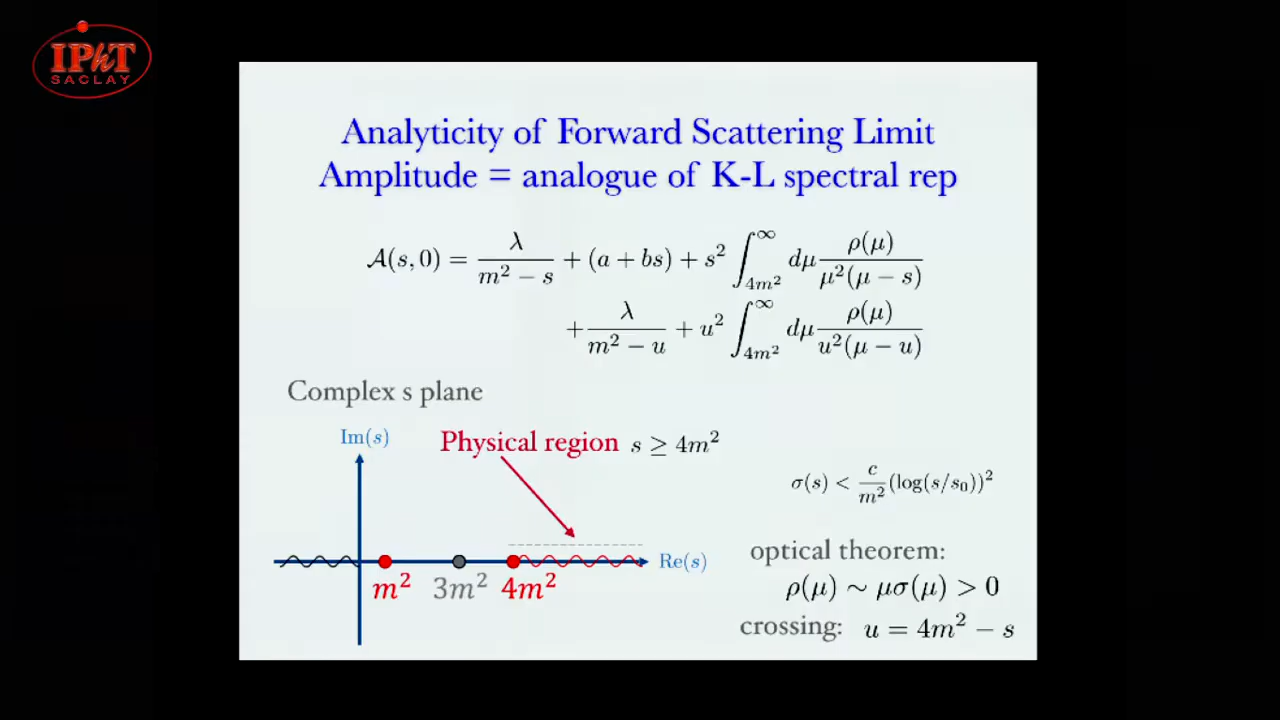 IPhT
SACLAY
Analyticity of Forward Scattering Limit
Amplitude = analogue of K-L spectral rep
𝒜(s, 0) = λ/(m² − s) + (a + bs) + s² ∫_{4m²}^{∞} dμ ρ(μ)/(μ²(μ − s))
+ λ/(m² − u) + u² ∫_{4m²}^{∞} dμ ρ(μ)/(u²(μ − u))
Complex s plane
Im(s)
Physical region s ≥ 4m²
σ(s) < c/m² (log(s/s₀))²
Re(s)
m² 3m² 4m²
optical theorem:
ρ(μ) ∼ μσ(μ) > 0
crossing: u = 4m² − s